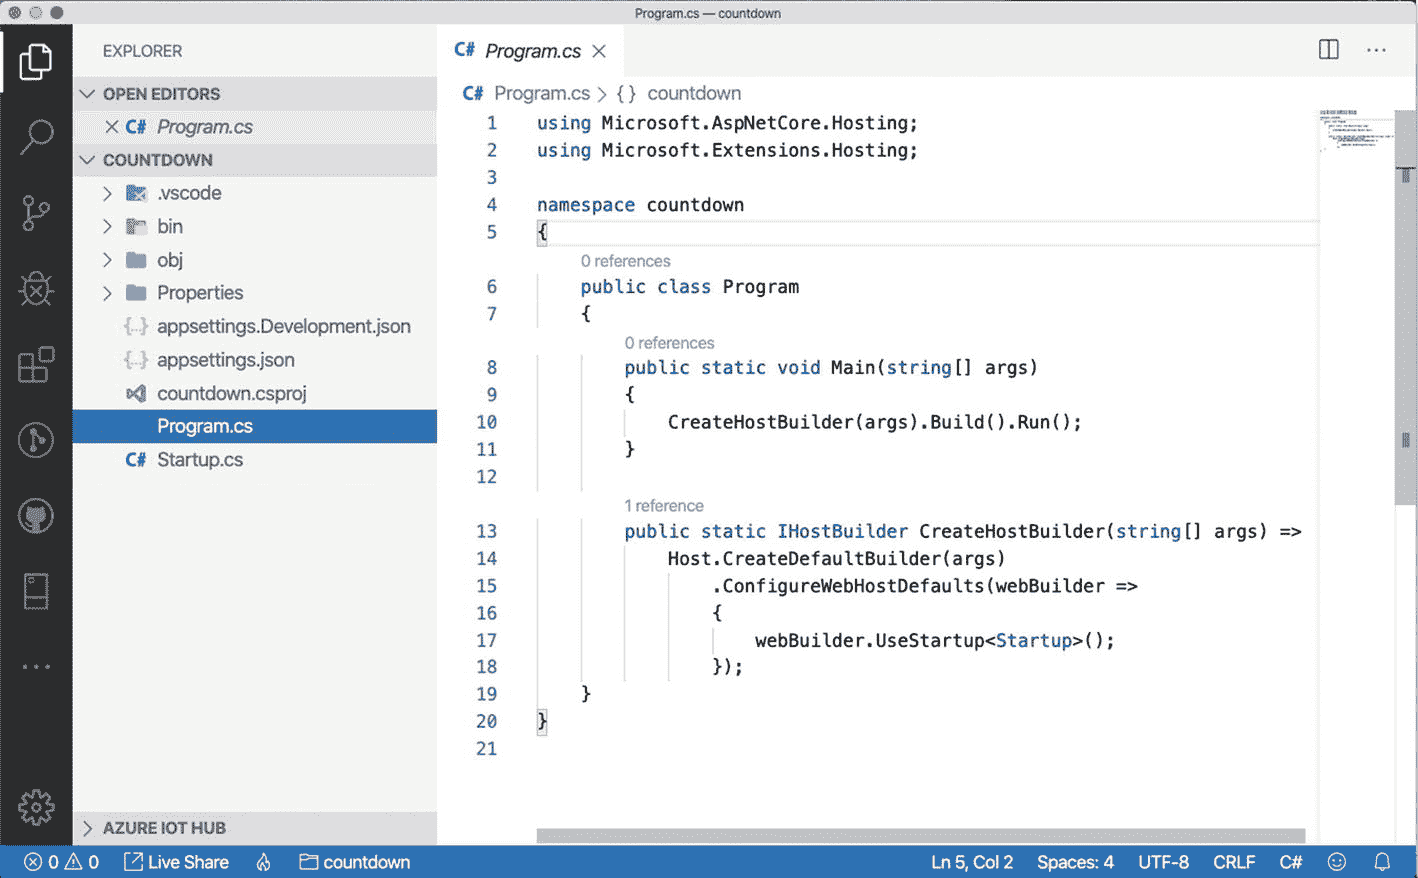 Program.cs — countdown
EXPLORER
OPEN EDITORS
C# Program.cs
COUNTDOWN
.vscode
bin
obj
Properties
{..} appsettings.Development.json
{..} appsettings.json
countdown.csproj
Program.cs
C# Startup.cs
AZURE IOT HUB
C# Program.cs
C# Program.cs > {} countdown
1 using Microsoft.AspNetCore.Hosting;
2 using Microsoft.Extensions.Hosting;
3
4 namespace countdown
5 {
0 references
6 public class Program
7 {
0 references
8 public static void Main(string[] args)
9 {
10 CreateHostBuilder(args).Build().Run();
11 }
12
1 reference
13 public static IHostBuilder CreateHostBuilder(string[] args) =>
14 Host.CreateDefaultBuilder(args)
15 .ConfigureWebHostDefaults(webBuilder =>
16 {
17 webBuilder.UseStartup<Startup>();
18 });
19 }
20 }
21
0 0 Live Share countdown Ln 5, Col 2 Spaces: 4 UTF-8 CRLF C#